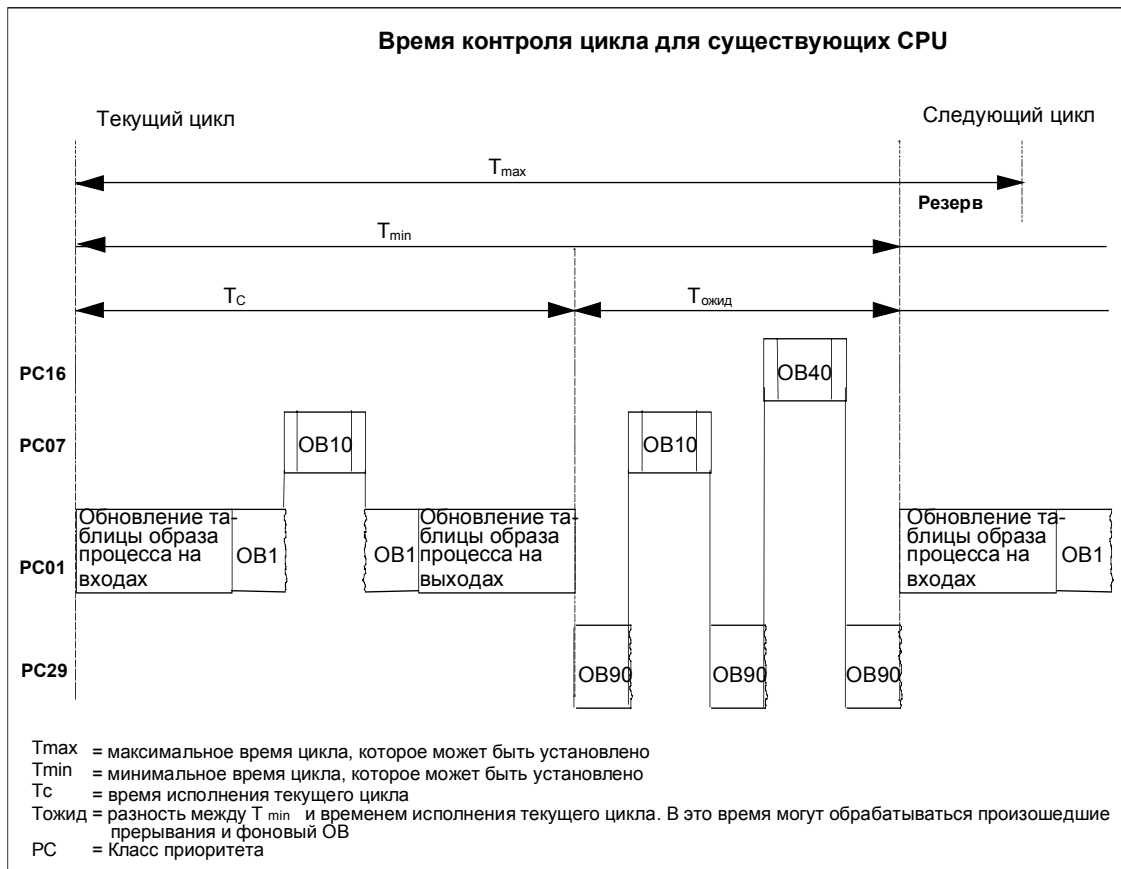 Время контроля цикла для существующих CPU
Текущий цикл
Следующий цикл
Tmax
Резерв
Tmin
TC
Tожид
PC16
OB40
PC07
OB10
OB10
PC01
Обновление та-
блицы образа
процесса на
входах
OB1
OB1
Обновление та-
блицы образа
процесса на
выходах
Обновление та-
блицы образа
процесса на
входах
OB1
PC29
OB90
OB90
OB90
Tmax = максимальное время цикла, которое может быть установлено
Tmin = минимальное время цикла, которое может быть установлено
Tc = время исполнения текущего цикла
Tожид = разность между T min и временем исполнения текущего цикла. В это время могут обрабатываться произошедшие
прерывания и фоновый OB
PC = Класс приоритета